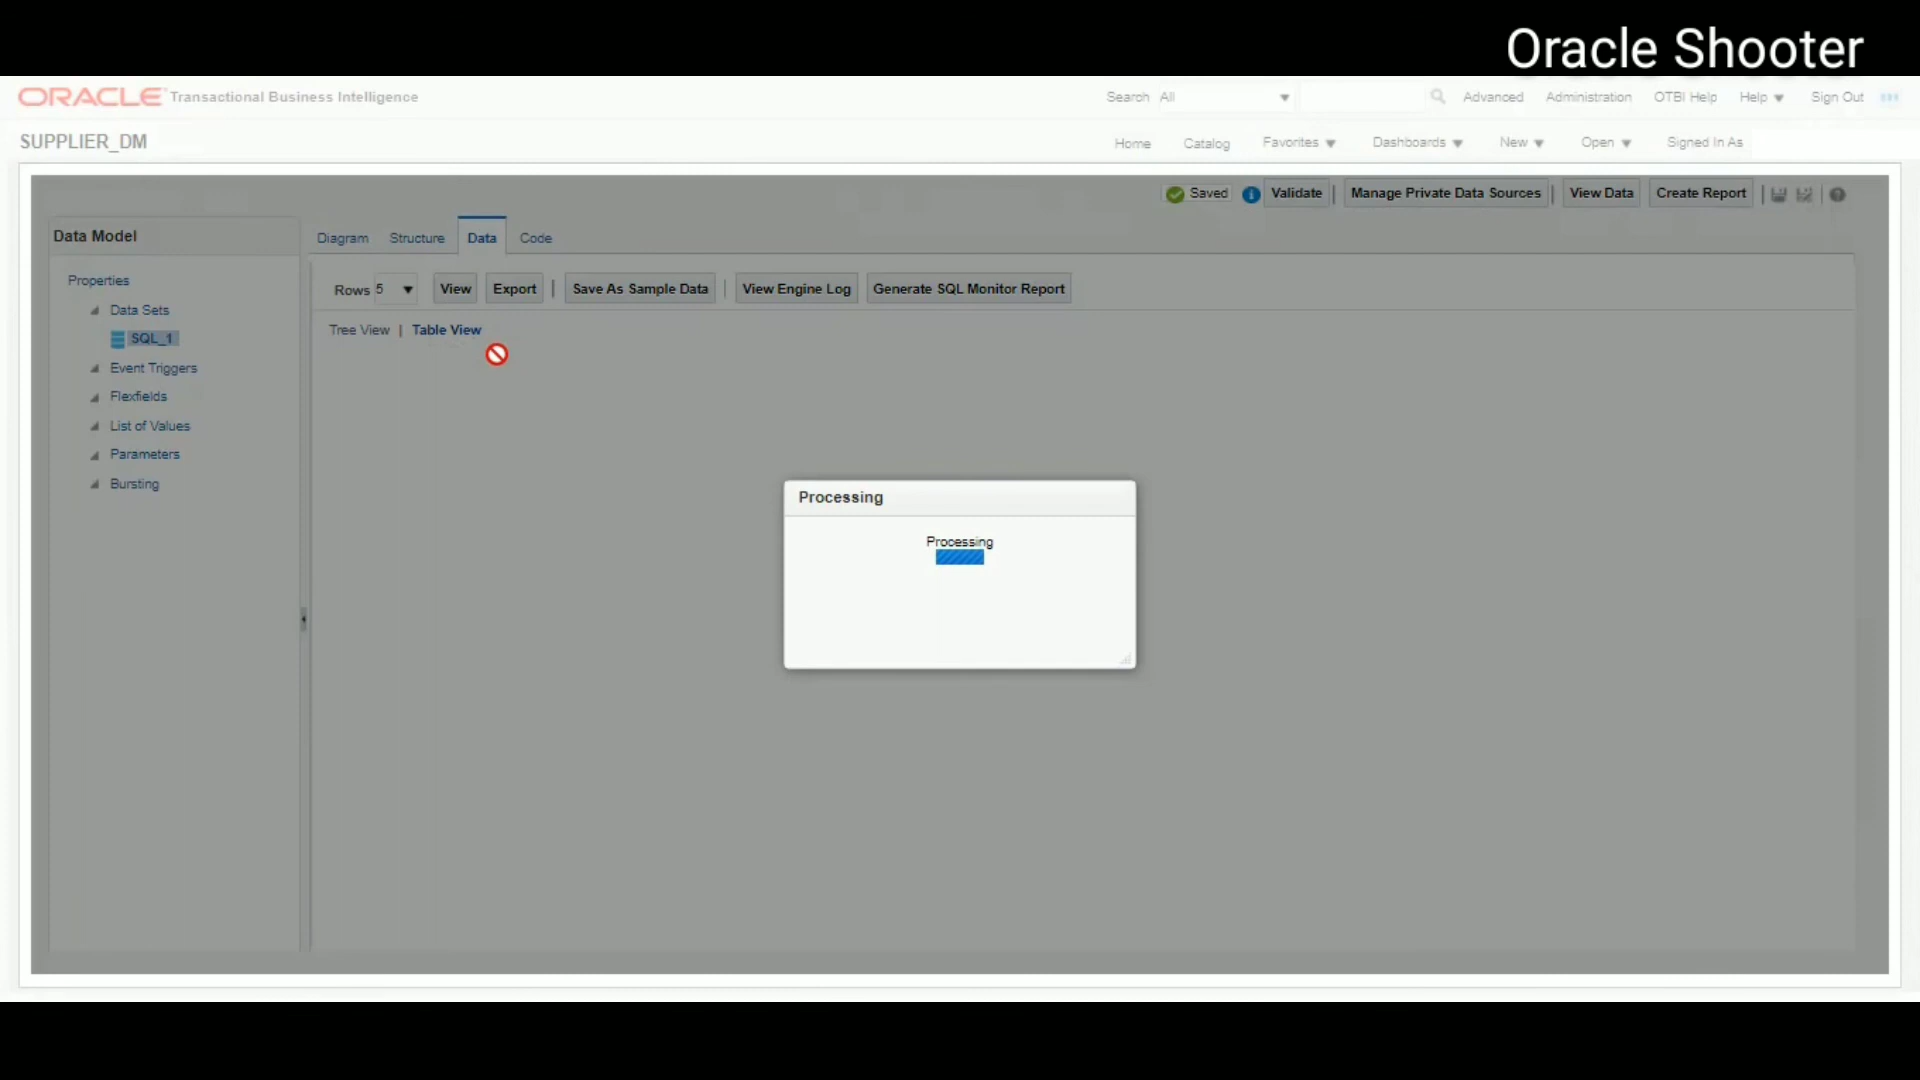 Oracle Shooter
ORACLE Transactional Business Intelligence Search All Advanced Administration OTBI Help Help Sign Out
SUPPLIER_DM Home Catalog Favorites Dashboards New Open Signed In As
Saved Validate | Manage Private Data Sources | View Data Create Report
Data Model
Diagram Structure Data Code
Properties
Data Sets
SQL_1
Event Triggers
Flexfields
List of Values
Parameters
Bursting
Rows 5 View Export | Save As Sample Data | View Engine Log Generate SQL Monitor Report
Tree View | Table View
Processing
Processing